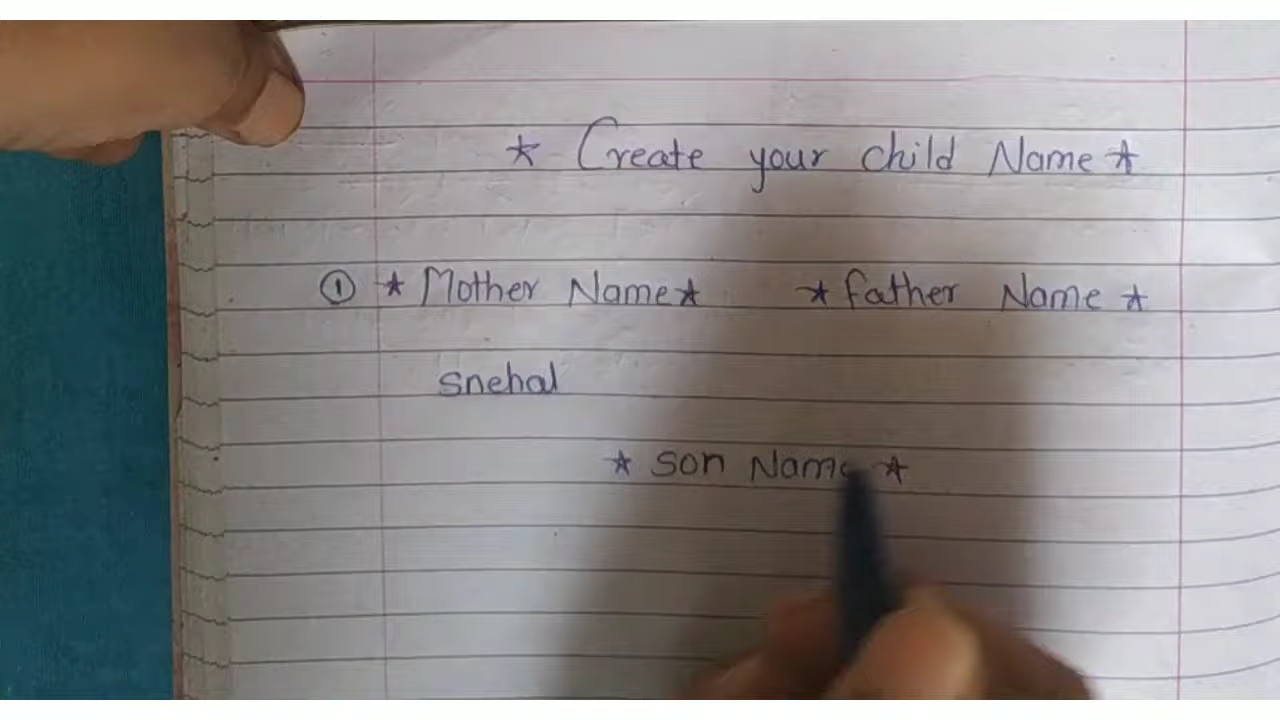 ★ Create your child Name ★
① ★ Mother Name ★ ★ father Name ★
snehal
★ son Name ★